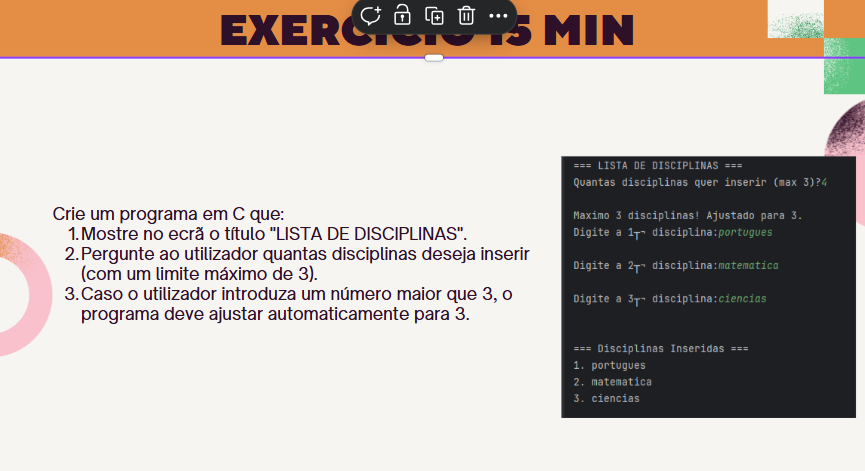 EXERCÍCIO 15 MIN
Crie um programa em C que:
1. Mostre no ecrã o título "LISTA DE DISCIPLINAS".
2. Pergunte ao utilizador quantas disciplinas deseja inserir
(com um limite máximo de 3).
3. Caso o utilizador introduza um número maior que 3, o
programa deve ajustar automaticamente para 3.
=== LISTA DE DISCIPLINAS ===
Quantas disciplinas quer inserir (max 3)?4
Maximo 3 disciplinas! Ajustado para 3.
Digite a 1┬¬ disciplina:portugues
Digite a 2┬¬ disciplina:matematica
Digite a 3┬¬ disciplina:ciencias
=== Disciplinas Inseridas ===
1. portugues
2. matematica
3. ciencias